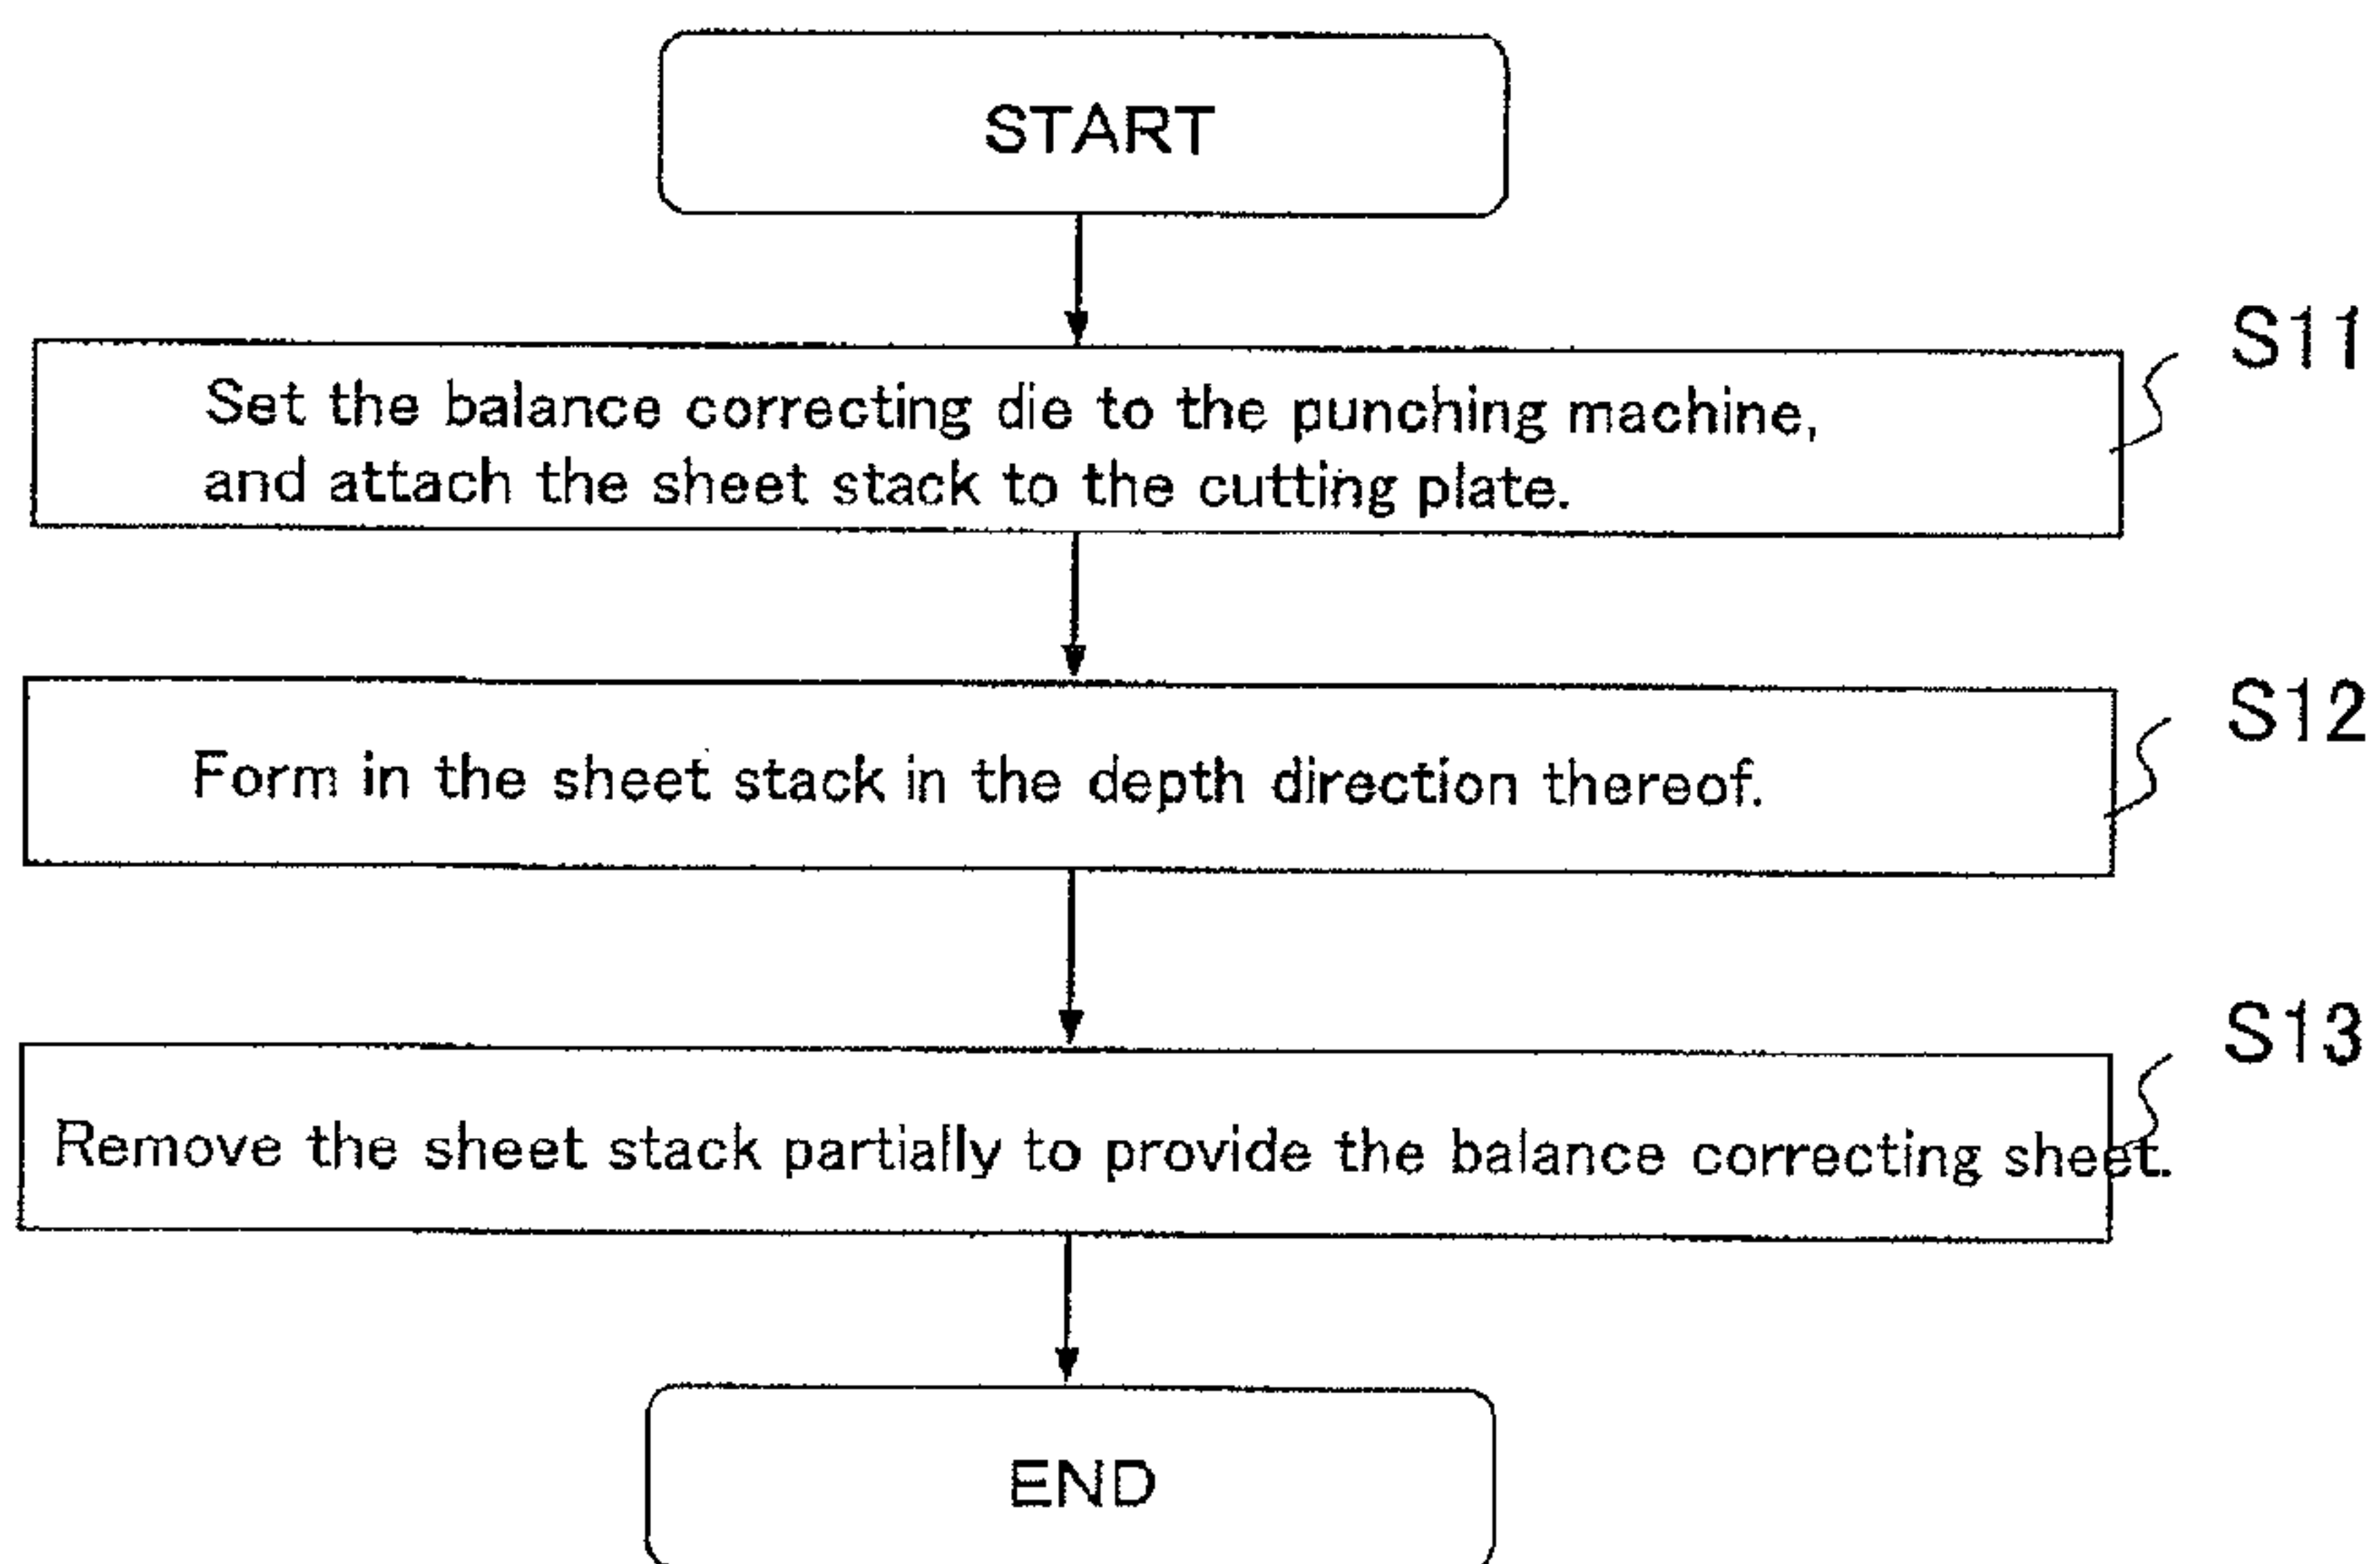 START
S11
Set the balance correcting die to the punching machine,
and attach the sheet stack to the cutting plate.
S12
Form in the sheet stack in the depth direction thereof.
S13
Remove the sheet stack partially to provide the balance correcting sheet.
END